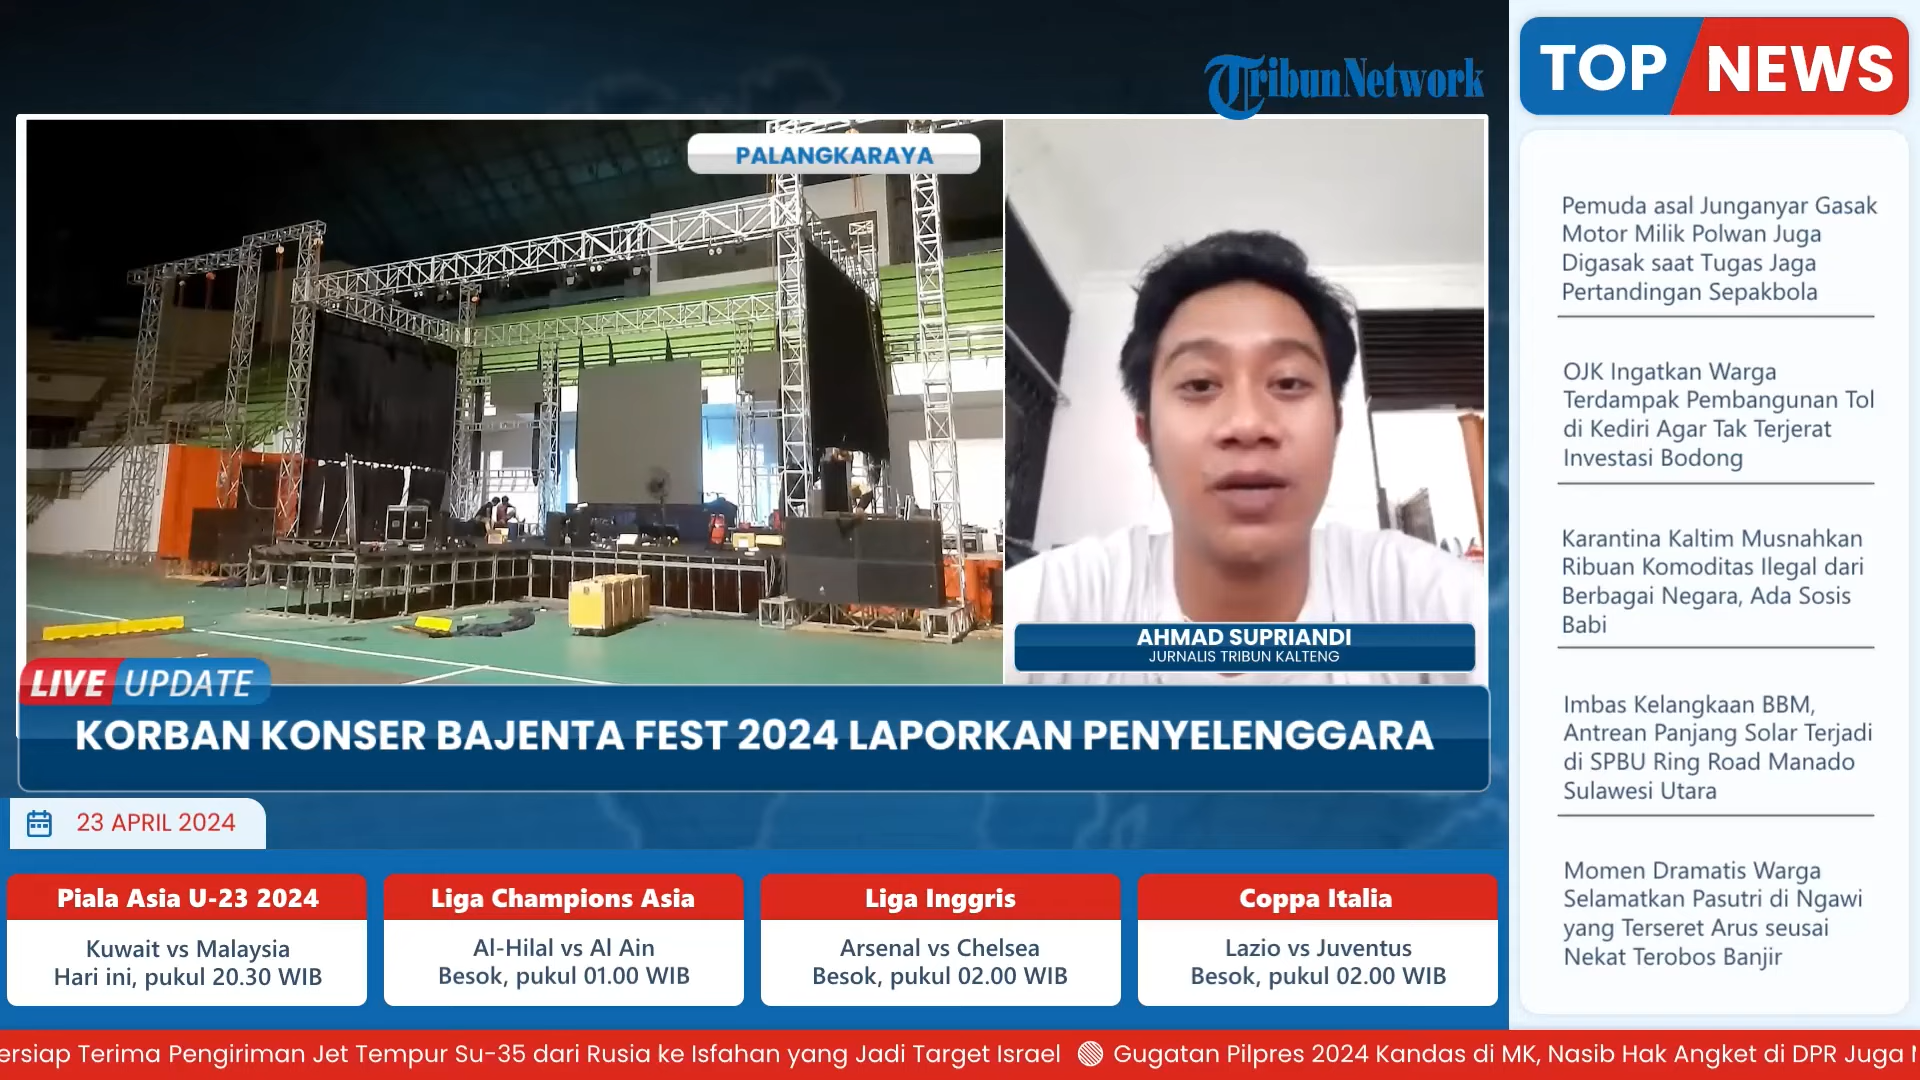 TribunNetwork
TOP NEWS
PALANGKARAYA
AHMAD SUPRIANDI
JURNALIS TRIBUN KALTENG
LIVE UPDATE
KORBAN KONSER BAJENTA FEST 2024 LAPORKAN PENYELENGGARA
23 APRIL 2024
Piala Asia U-23 2024
Kuwait vs Malaysia
Hari ini, pukul 20.30 WIB
Liga Champions Asia
Al-Hilal vs Al Ain
Besok, pukul 01.00 WIB
Liga Inggris
Arsenal vs Chelsea
Besok, pukul 02.00 WIB
Coppa Italia
Lazio vs Juventus
Besok, pukul 02.00 WIB
Pemuda asal Junganyar Gasak
Motor Milik Polwan Juga
Digasak saat Tugas Jaga
Pertandingan Sepakbola
OJK Ingatkan Warga
Terdampak Pembangunan Tol
di Kediri Agar Tak Terjerat
Investasi Bodong
Karantina Kaltim Musnahkan
Ribuan Komoditas Ilegal dari
Berbagai Negara, Ada Sosis
Babi
Imbas Kelangkaan BBM,
Antrean Panjang Solar Terjadi
di SPBU Ring Road Manado
Sulawesi Utara
Momen Dramatis Warga
Selamatkan Pasutri di Ngawi
yang Terseret Arus seusai
Nekat Terobos Banjir
ersiap Terima Pengiriman Jet Tempur Su-35 dari Rusia ke Isfahan yang Jadi Target Israel Gugatan Pilpres 2024 Kandas di MK, Nasib Hak Angket di DPR Juga